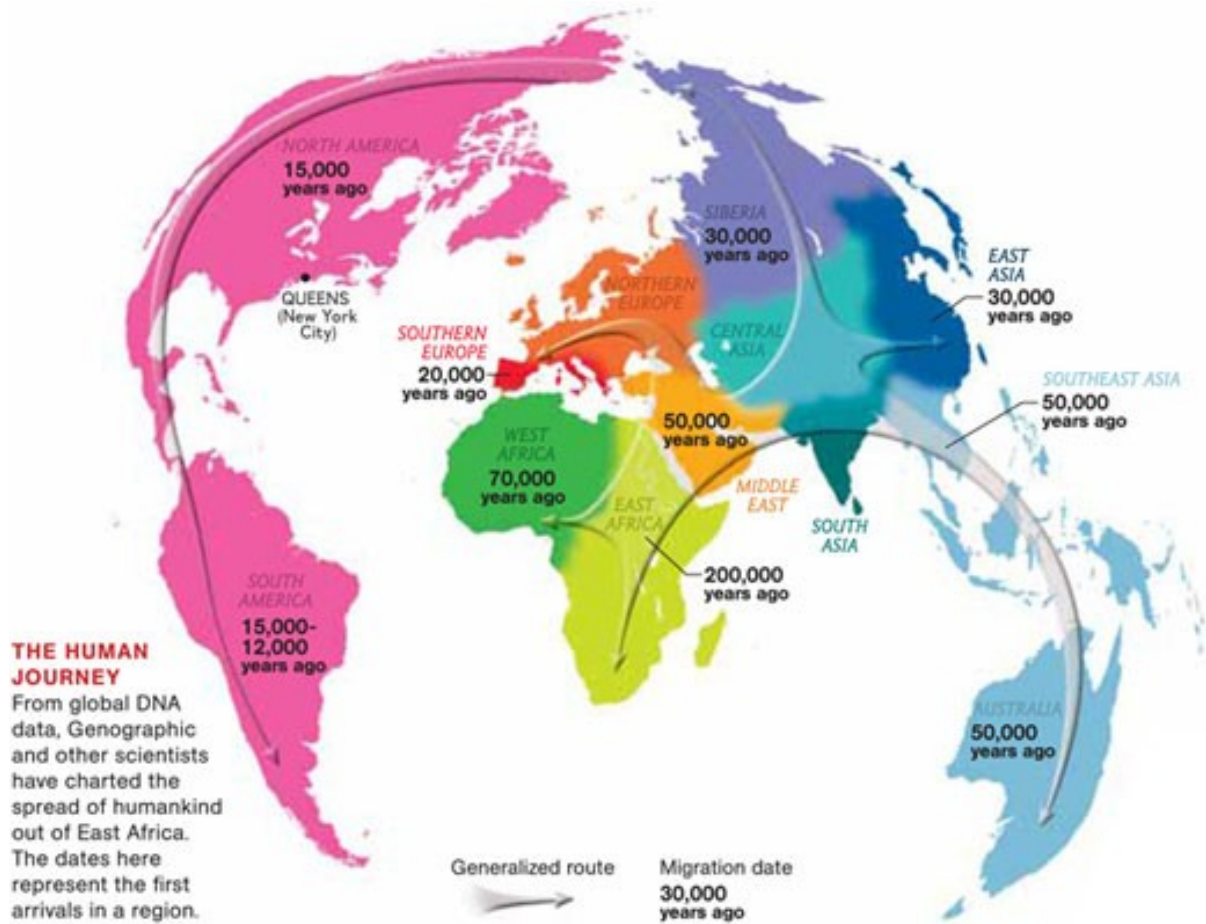 NORTH AMERICA
15,000
years ago
QUEENS
(New York
City)
SIBERIA
30,000
years ago
EAST
ASIA
30,000
years ago
NORTHERN
EUROPE
SOUTHERN
EUROPE
20,000
years ago
CENTRAL
ASIA
SOUTHEAST ASIA
50,000
years ago
50,000
years ago
MIDDLE
EAST
WEST
AFRICA
70,000
years ago
EAST
AFRICA
200,000
years ago
SOUTH
ASIA
SOUTH
AMERICA
15,000-
12,000
years ago
AUSTRALIA
50,000
years ago
THE HUMAN
JOURNEY
From global DNA
data, Genographic
and other scientists
have charted the
spread of humankind
out of East Africa.
The dates here
represent the first
arrivals in a region.
Generalized route
Migration date
30,000
years ago